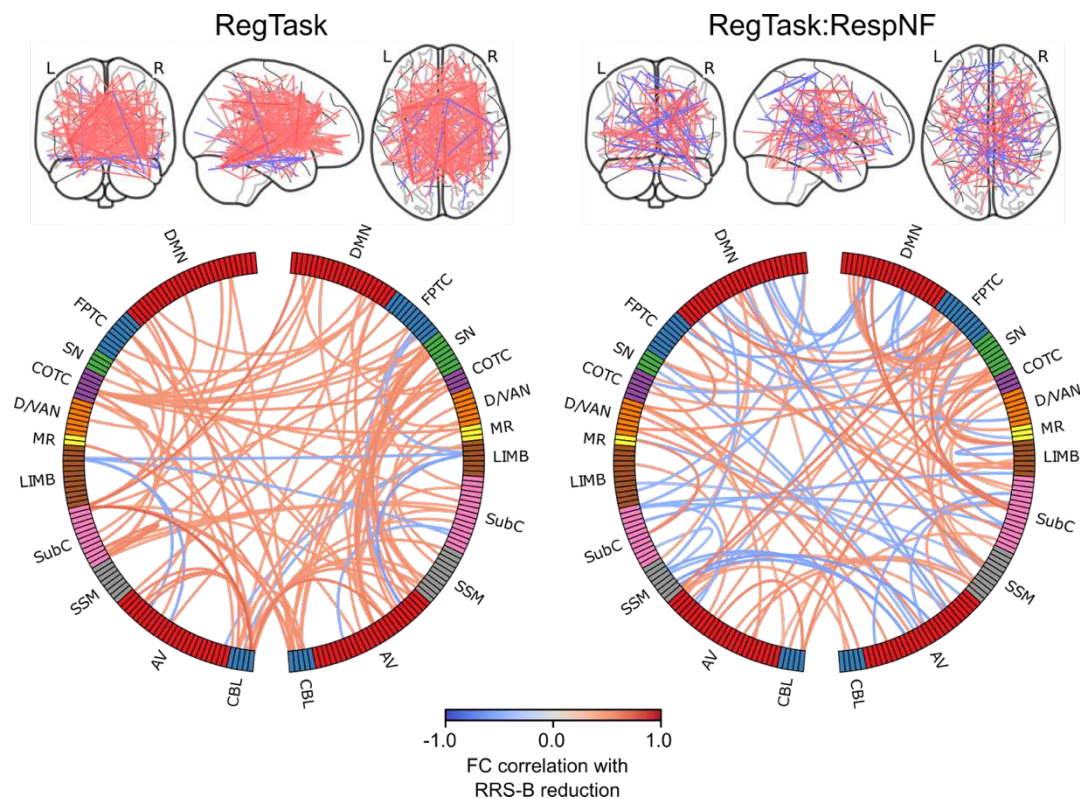 RegTask
RegTask:RespNF
L
R
L
R
L
R
L
R
DMN
DMN
FPTC
FPTC
SN
SN
COTC
COTC
D/VAN
D/VAN
MR
MR
LIMB
LIMB
SubC
SubC
SSM
SSM
AV
AV
CBL
CBL
DMN
DMN
FPTC
FPTC
SN
SN
COTC
COTC
D/VAN
D/VAN
MR
MR
LIMB
LIMB
SubC
SubC
SSM
SSM
AV
AV
CBL
CBL
-1.0 0.0 1.0
FC correlation with
RRS-B reduction